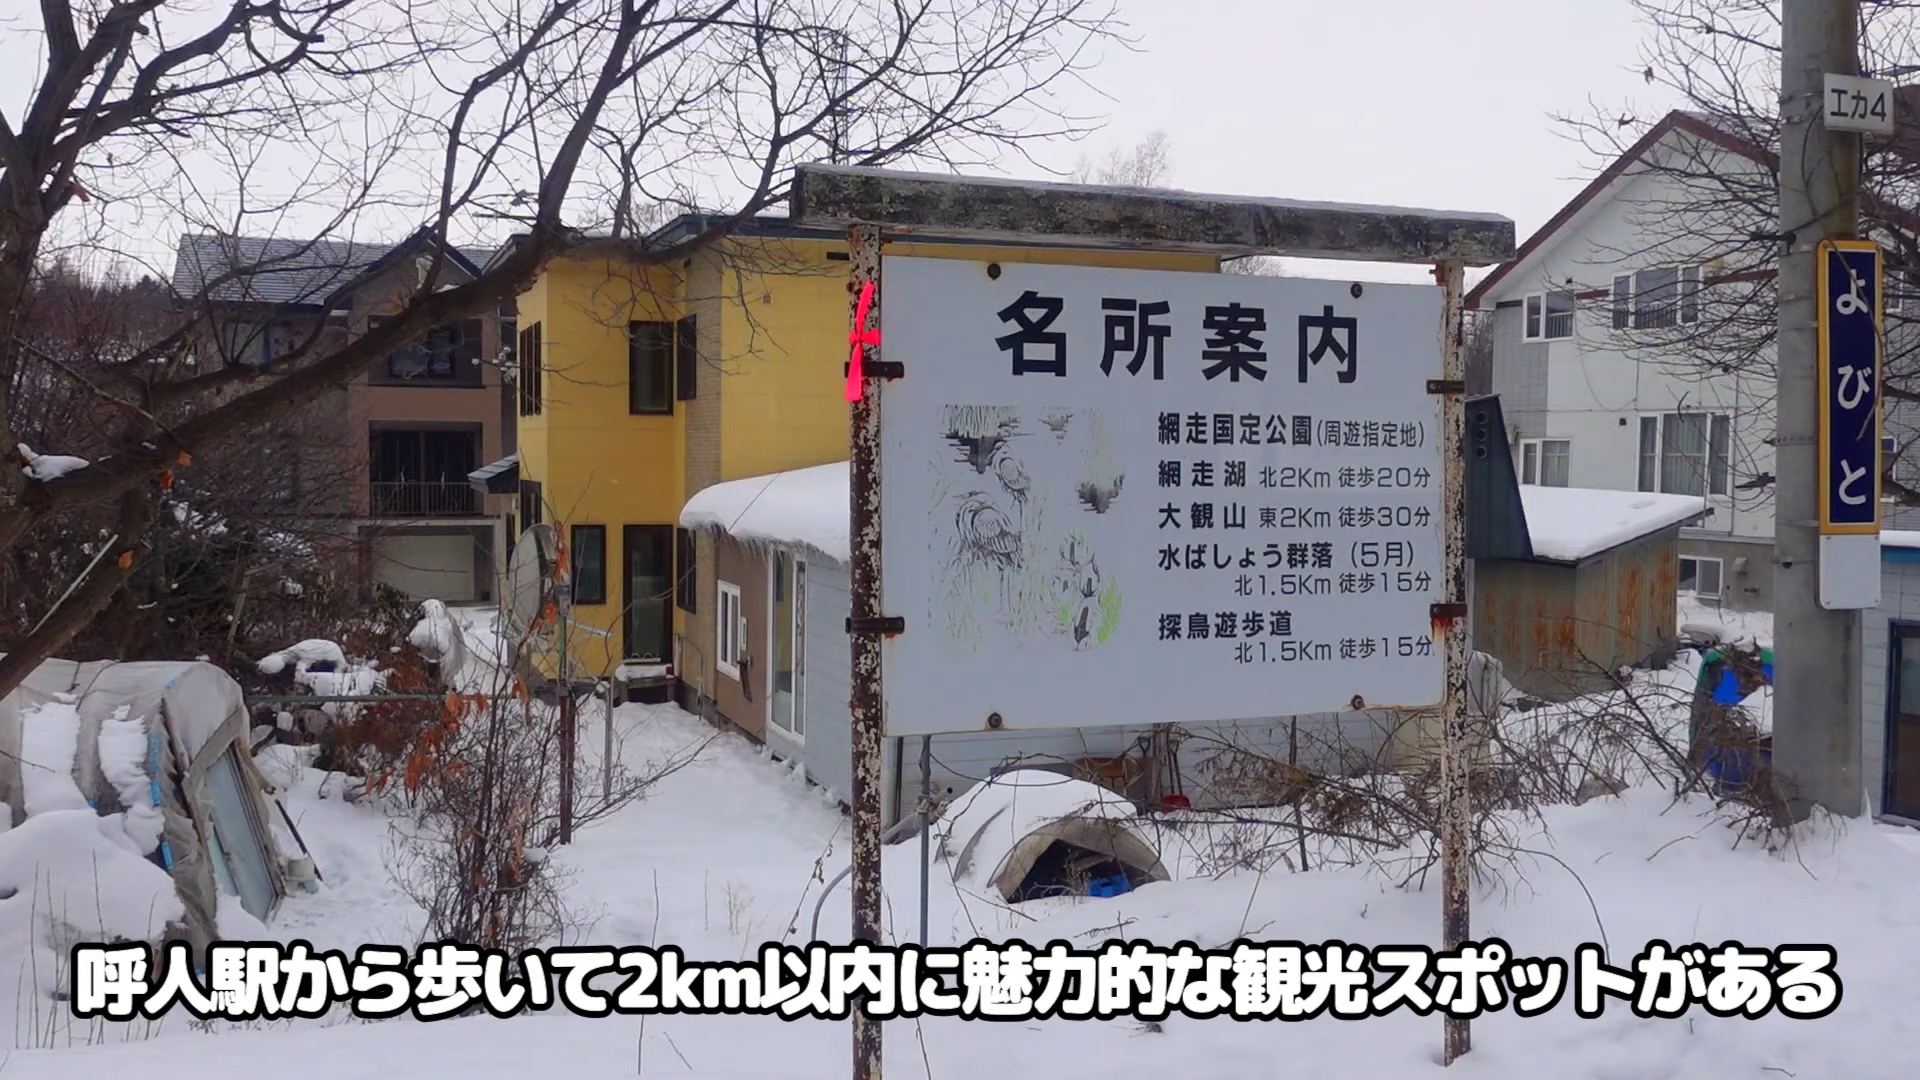 エカ4
よびと
名所案内
網走国定公園(周遊指定地)
網走湖 北2Km 徒歩20分
大観山 東2Km 徒歩30分
水ばしょう群落 (5月)
北1.5Km 徒歩15分
探鳥遊歩道
北1.5Km 徒歩15分
呼人駅から歩いて2km以内に魅力的な観光スポットがある